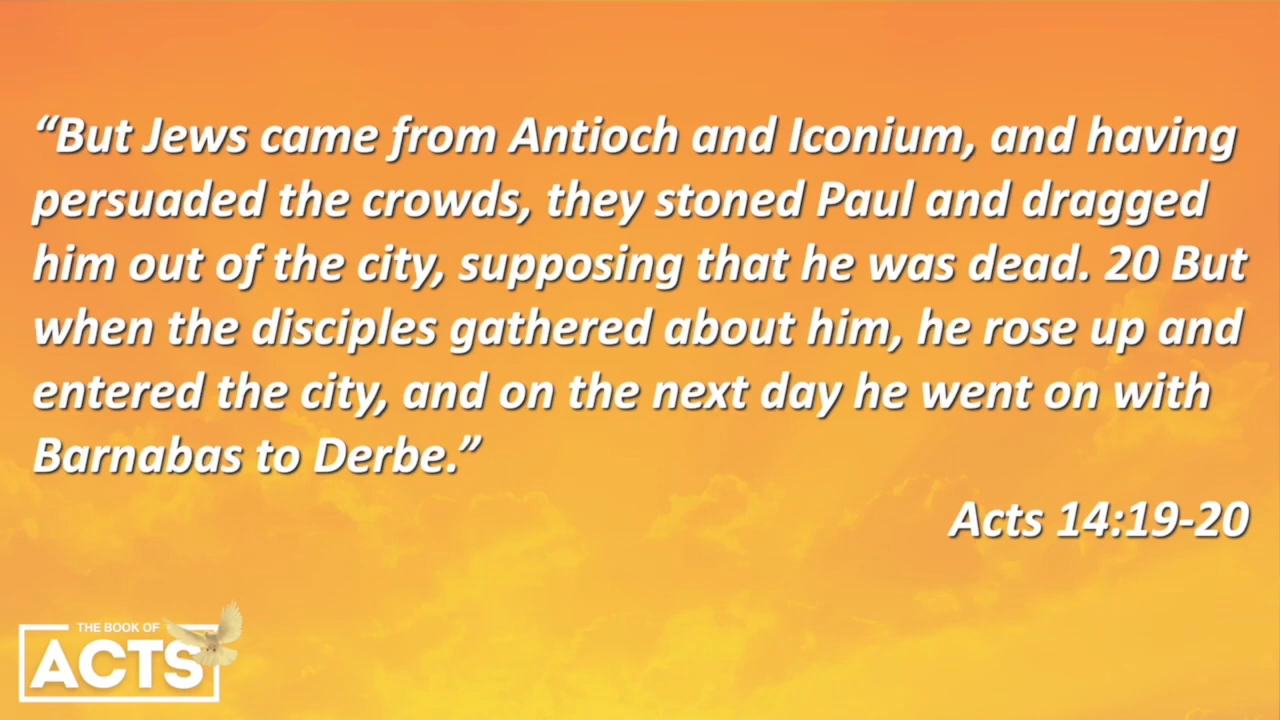 “But Jews came from Antioch and Iconium, and having
persuaded the crowds, they stoned Paul and dragged
him out of the city, supposing that he was dead. 20 But
when the disciples gathered about him, he rose up and
entered the city, and on the next day he went on with
Barnabas to Derbe.”
Acts 14:19-20
THE BOOK OF
ACTS